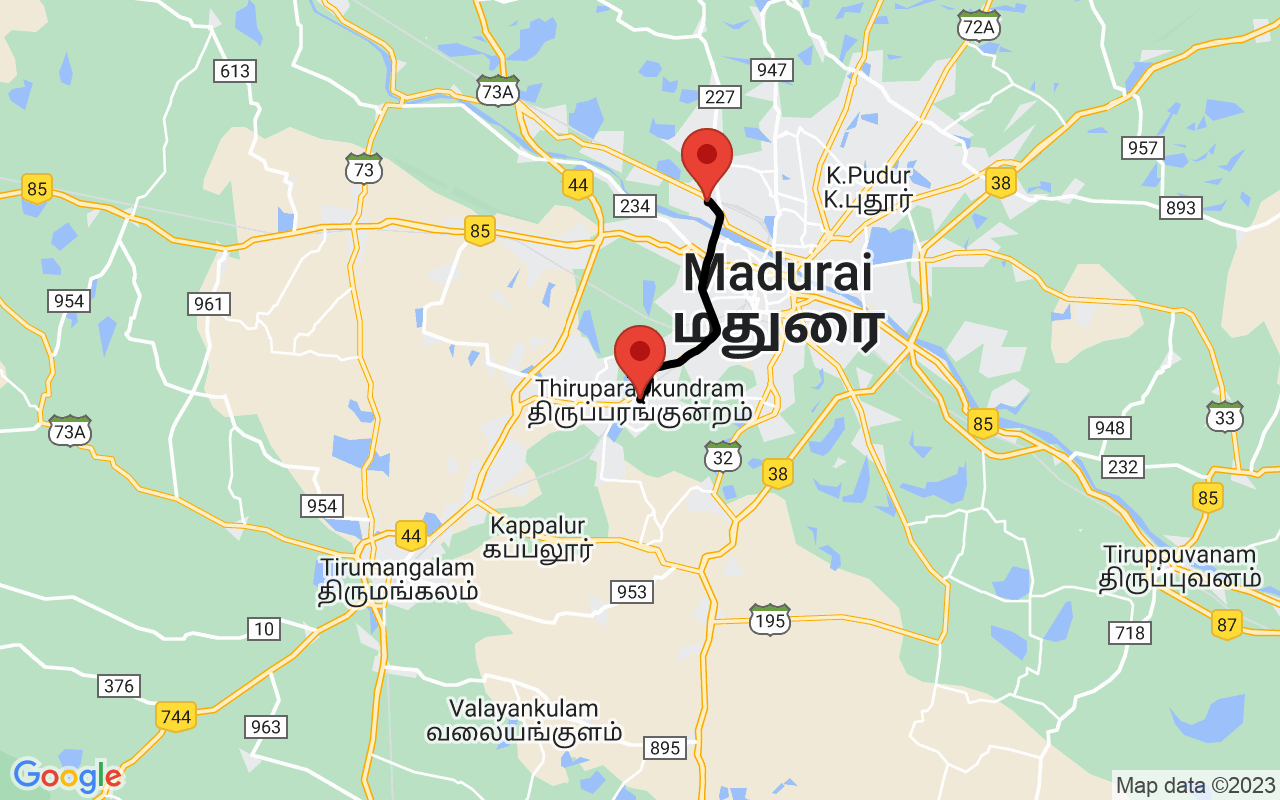 72A
947
613
73A
227
957
73
K.Pudur
K.புதூர்
38
85
44
234
893
85
Madurai
மதுரை
954
961
Thiruparankundram
திருப்பரங்குன்றம்
33
73A
85
948
32
232
38
85
954
Kappalur
கப்பலூர்
44
Tirumangalam
திருமங்கலம்
Tiruppuvanam
திருப்புவனம்
953
195
10
87
718
376
Valayankulam
வலையங்குளம்
744
963
895
Google
Map data ©2023